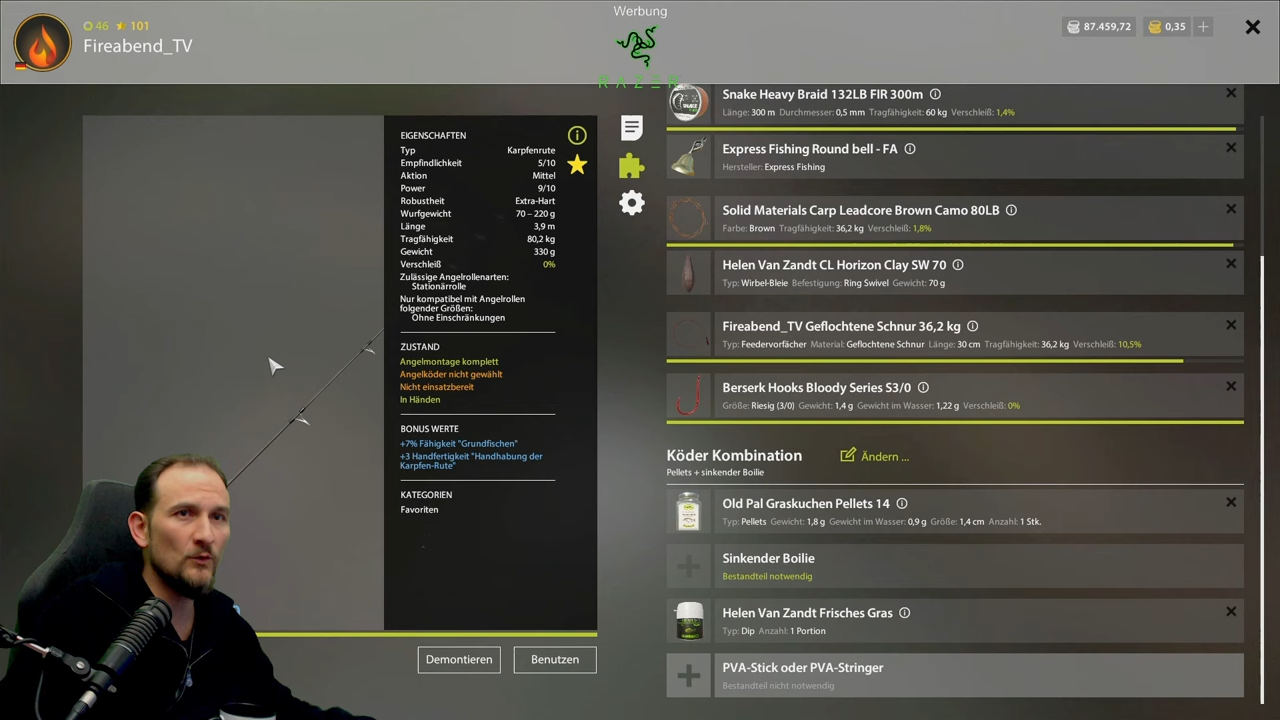 Werbung
46 101
Fireabend_TV
RAZER
87.459,72
0,35
EIGENSCHAFTEN
Typ Karpfenrute
Empfindlichkeit 5/10
Aktion Mittel
Power 9/10
Robustheit Extra-Hart
Wurfgewicht 70 – 220 g
Länge 3,9 m
Tragfähigkeit 80,2 kg
Gewicht 330 g
Verschleiß 0%
Zulässige Angelrollenarten:
Stationärrolle
Nur kompatibel mit Angelrollen
folgender Größen:
Ohne Einschränkungen
ZUSTAND
Angelmontage komplett
Angelköder nicht gewählt
Nicht einsatzbereit
In Händen
BONUS WERTE
+7% Fähigkeit "Grundfischen"
+3 Handfertigkeit "Handhabung der
Karpfen-Rute"
KATEGORIEN
Favoriten
Demontieren
Benutzen
Snake Heavy Braid 132LB FIR 300m
Länge: 300 m Durchmesser: 0,5 mm Tragfähigkeit: 60 kg Verschleiß: 1,4%
Express Fishing Round bell - FA
Hersteller: Express Fishing
Solid Materials Carp Leadcore Brown Camo 80LB
Farbe: Brown Tragfähigkeit: 36,2 kg Verschleiß: 1,8%
Helen Van Zandt CL Horizon Clay SW 70
Typ: Wirbel-Bleie Befestigung: Ring Swivel Gewicht: 70 g
Fireabend_TV Geflochtene Schnur 36,2 kg
Typ: Feedervorfächer Material: Geflochtene Schnur Länge: 30 cm Tragfähigkeit: 36,2 kg Verschleiß: 10,5%
Berserk Hooks Bloody Series S3/0
Größe: Riesig (3/0) Gewicht: 1,4 g Gewicht im Wasser: 1,22 g Verschleiß: 0%
Köder Kombination
Ändern ...
Pellets + sinkender Boilie
Old Pal Graskuchen Pellets 14
Typ: Pellets Gewicht: 1,8 g Gewicht im Wasser: 0,9 g Größe: 1,4 cm Anzahl: 1 Stk.
Sinkender Boilie
Bestandteil notwendig
Helen Van Zandt Frisches Gras
Typ: Dip Anzahl: 1 Portion
PVA-Stick oder PVA-Stringer
Bestandteil nicht notwendig